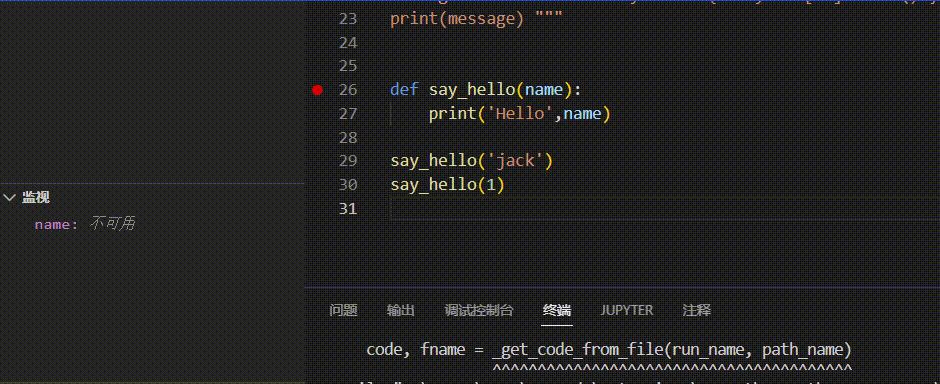 23 print(message) """
24
25
26 def say_hello(name):
27 print('Hello',name)
28
29 say_hello('jack')
30 say_hello(1)
31
监视
name: 不可用
问题 输出 调试控制台 终端 JUPYTER 注释
code, fname = _get_code_from_file(run_name, path_name)
^^^^^^^^^^^^^^^^^^^^^^^^^^^^^^^^^^^^^^^^